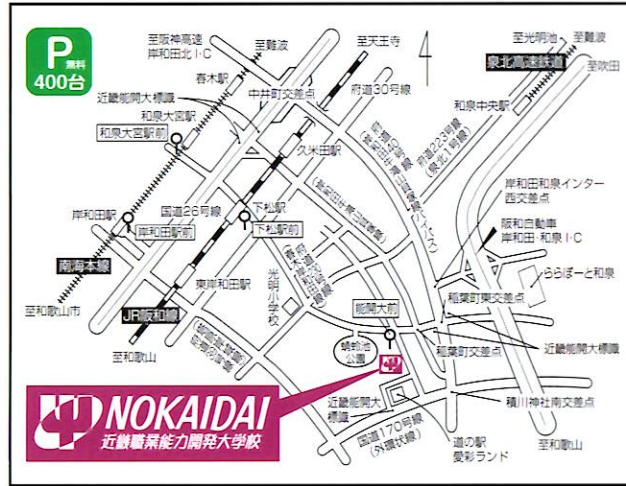 P
無料
400台
至阪神高速
岸和田北I・C
至難波
至天王寺
至光明池
至難波
泉北高速鉄道
至吹田
春木駅
中井町交差点
府道30号線
近畿能開大標識
和泉中央駅
和泉大宮駅
和泉大宮駅前
久米田駅
府道223号線
(泉北1号線)
岸和田和泉インター
西交差点
岸和田駅
国道26号線
下松駅
岸和田駅前
下松駅前
阪和自動車
岸和田・和泉I・C
南海本線
東岸和田駅
光明小学校
ららぽーと和泉
至和歌山市
JR阪和線
能開大前
稲葉町東交差点
至和歌山
蜻蛉池
公園
稲葉町交差点
近畿能開大標識
NOKAIDAI
近畿職業能力開発大学校
近畿能開大
標識
積川神社南交差点
国道170号線
(外環状線)
道の駅
愛彩ランド
至和歌山